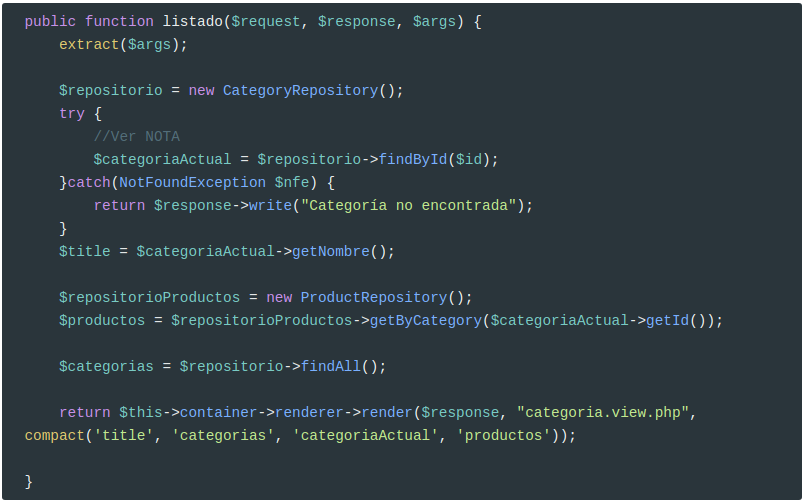 public function listado($request, $response, $args) {
    extract($args);

    $repositorio = new CategoryRepository();
    try {
        //Ver NOTA
        $categoriaActual = $repositorio->findById($id);
    }catch(NotFoundException $nfe) {
        return $response->write("Categoría no encontrada");
    }
    $title = $categoriaActual->getNombre();

    $repositorioProductos = new ProductRepository();
    $productos = $repositorioProductos->getByCategory($categoriaActual->getId());

    $categorias = $repositorio->findAll();

    return $this->container->renderer->render($response, "categoria.view.php",
compact('title', 'categorias', 'categoriaActual', 'productos'));

}